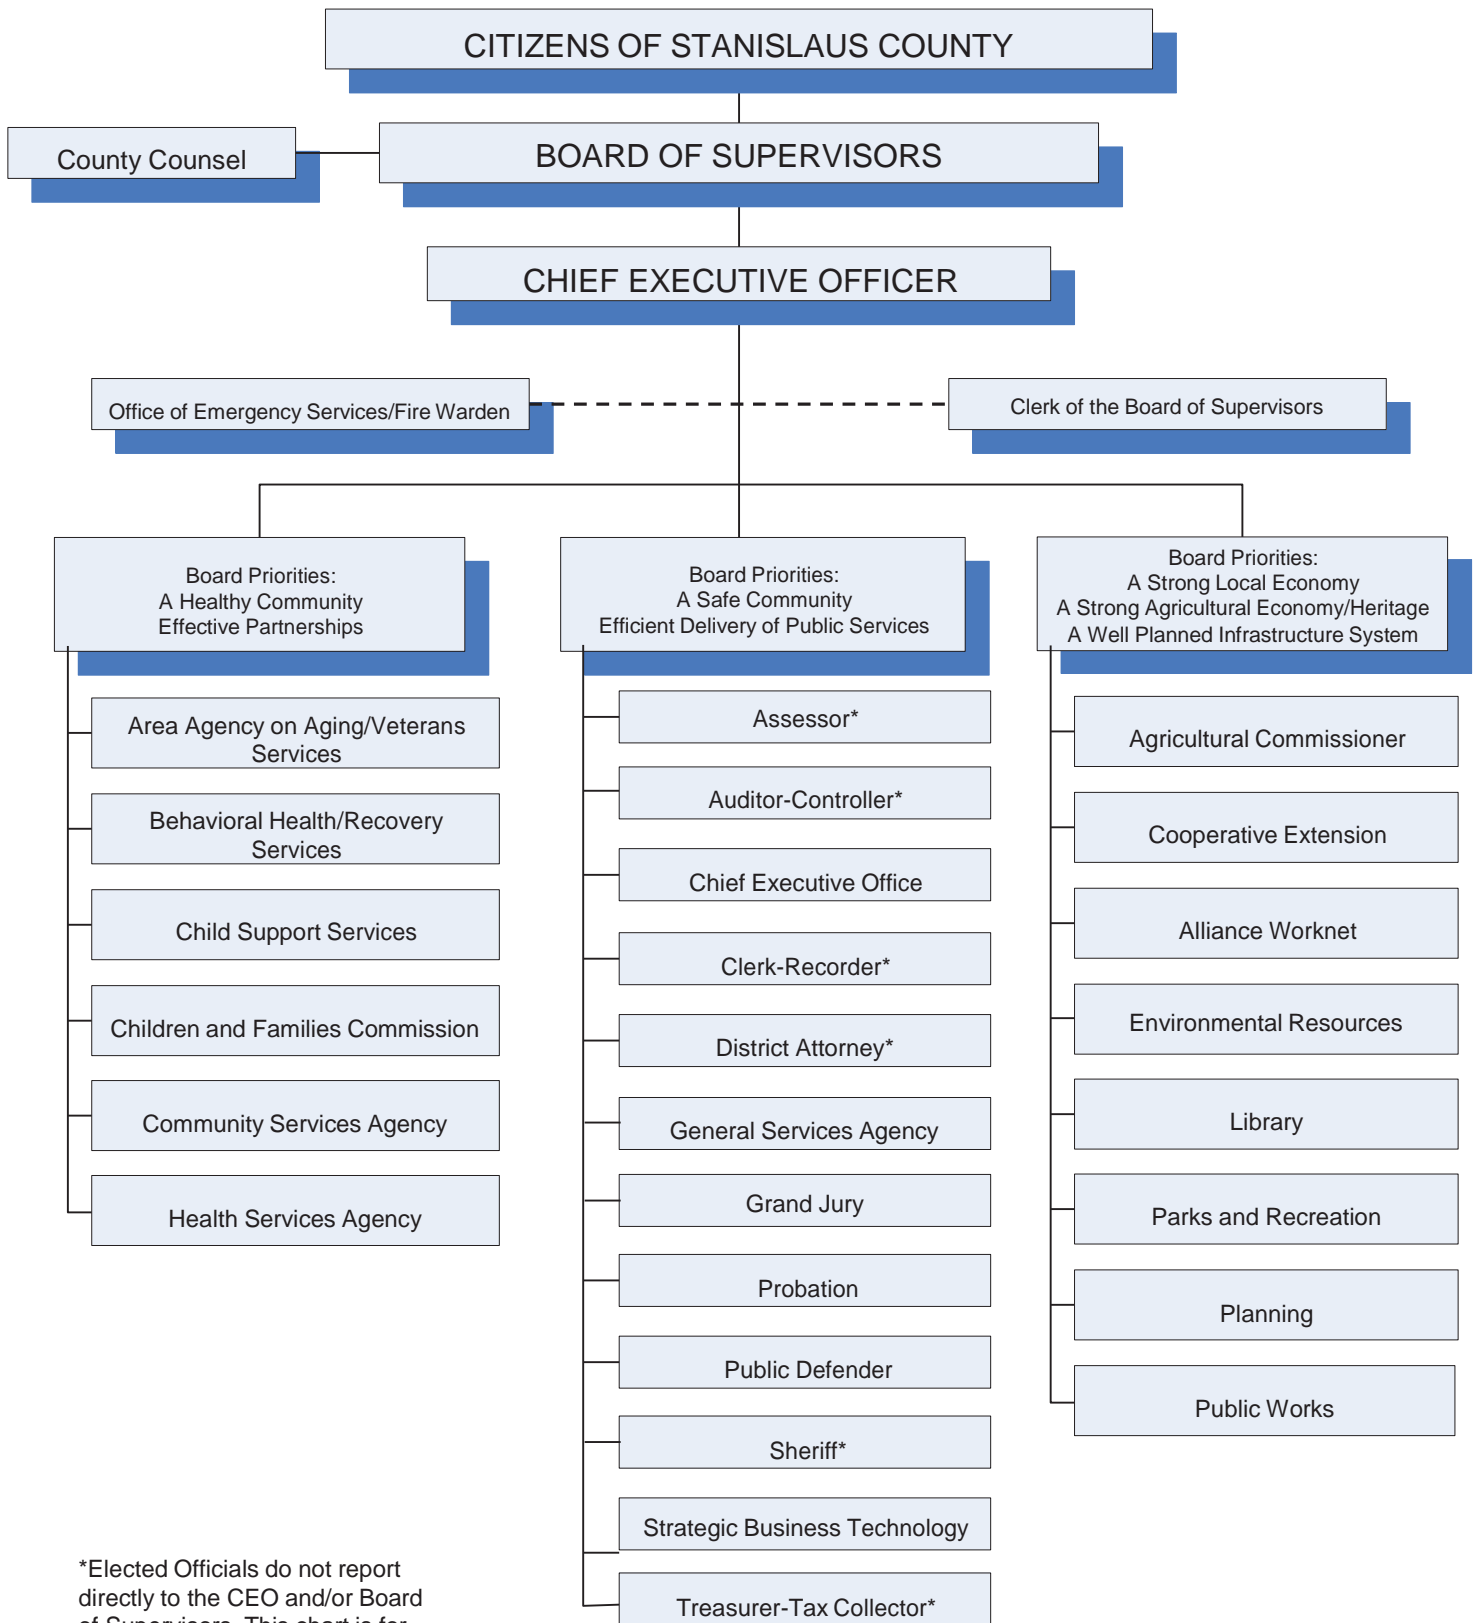 CITIZENS OF STANISLAUS COUNTY
County Counsel
BOARD OF SUPERVISORS
CHIEF EXECUTIVE OFFICER
Office of Emergency Services/Fire Warden
Clerk of the Board of Supervisors
Board Priorities:
A Healthy Community
Effective Partnerships
Area Agency on Aging/Veterans
Services
Behavioral Health/Recovery
Services
Child Support Services
Children and Families Commission
Community Services Agency
Health Services Agency
Board Priorities:
A Safe Community
Efficient Delivery of Public Services
Assessor*
Auditor-Controller*
Chief Executive Office
Clerk-Recorder*
District Attorney*
General Services Agency
Grand Jury
Probation
Public Defender
Sheriff*
Strategic Business Technology
Treasurer-Tax Collector*
Board Priorities:
A Strong Local Economy
A Strong Agricultural Economy/Heritage
A Well Planned Infrastructure System
Agricultural Commissioner
Cooperative Extension
Alliance Worknet
Environmental Resources
Library
Parks and Recreation
Planning
Public Works
*Elected Officials do not report
directly to the CEO and/or Board
of Supervisors. This chart is for